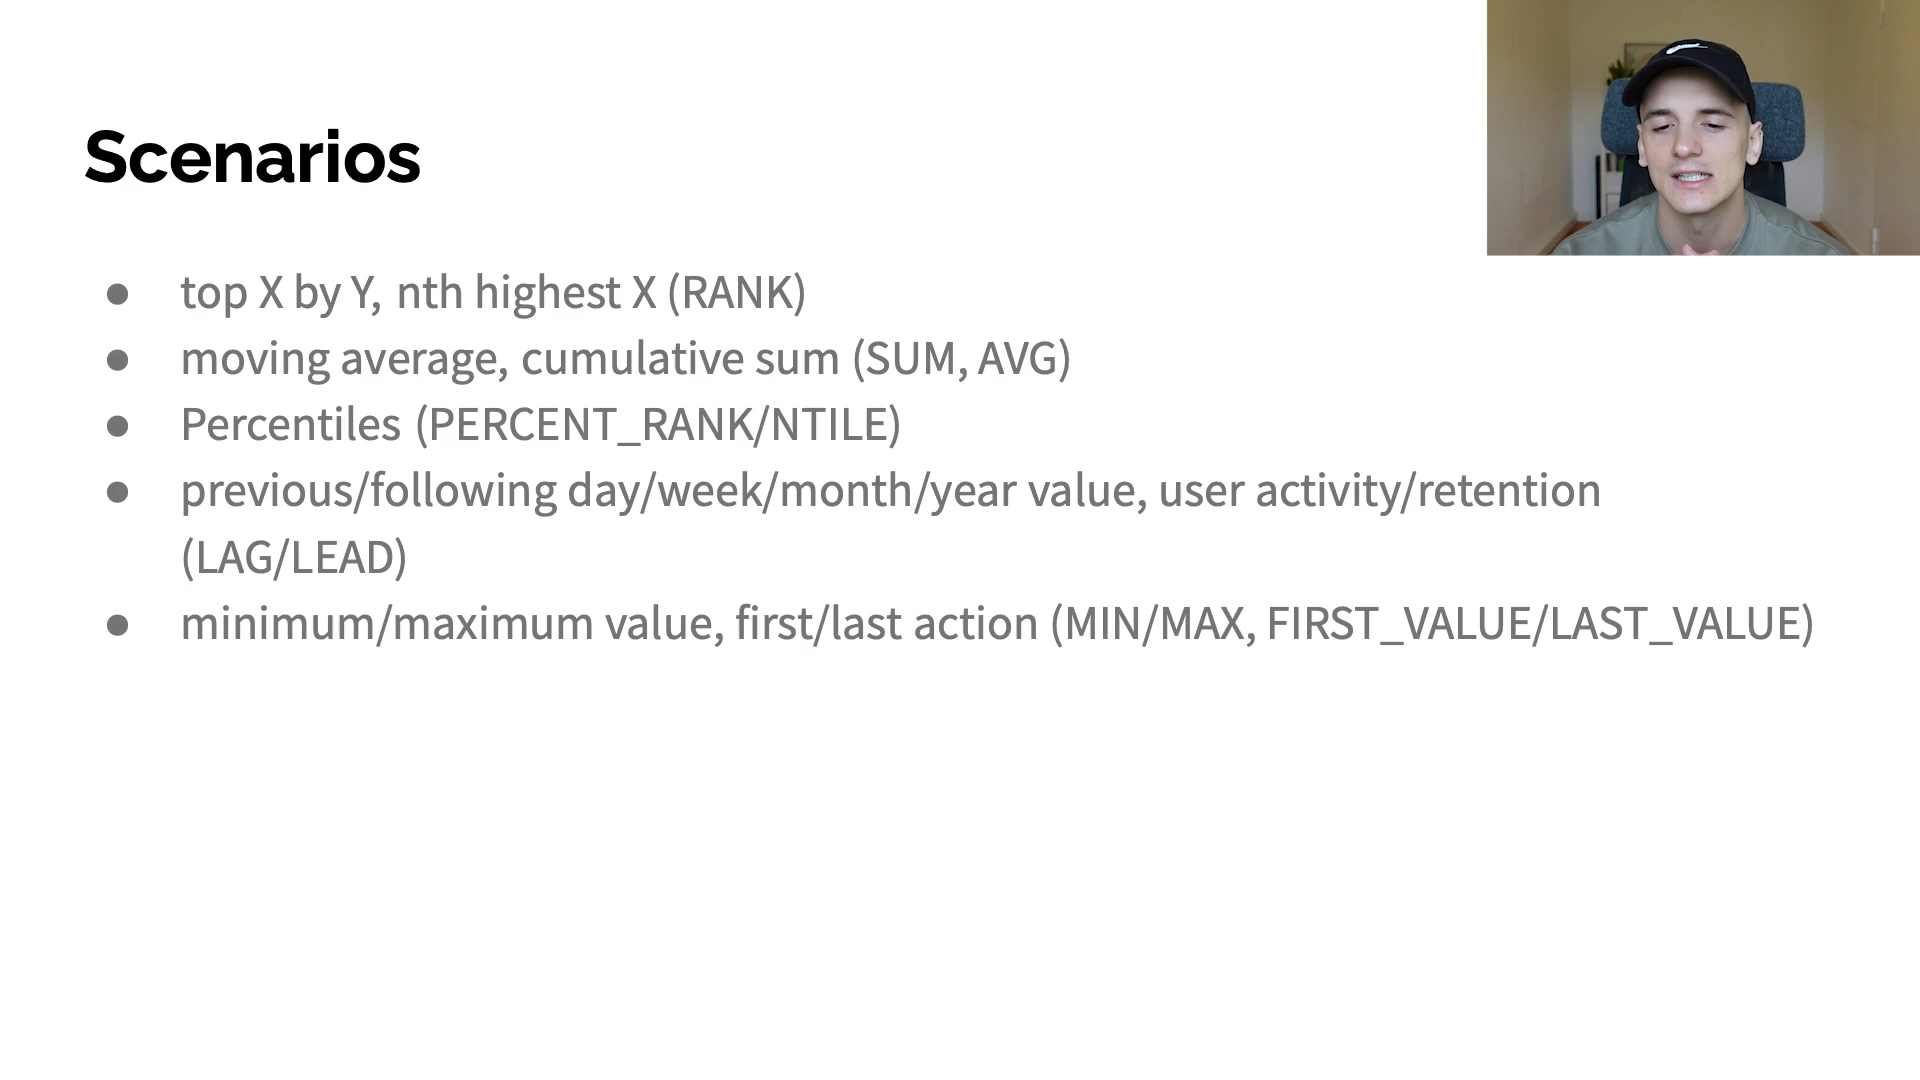 Scenarios
● top X by Y, nth highest X (RANK)
● moving average, cumulative sum (SUM, AVG)
● Percentiles (PERCENT_RANK/NTILE)
● previous/following day/week/month/year value, user activity/retention
(LAG/LEAD)
● minimum/maximum value, first/last action (MIN/MAX, FIRST_VALUE/LAST_VALUE)